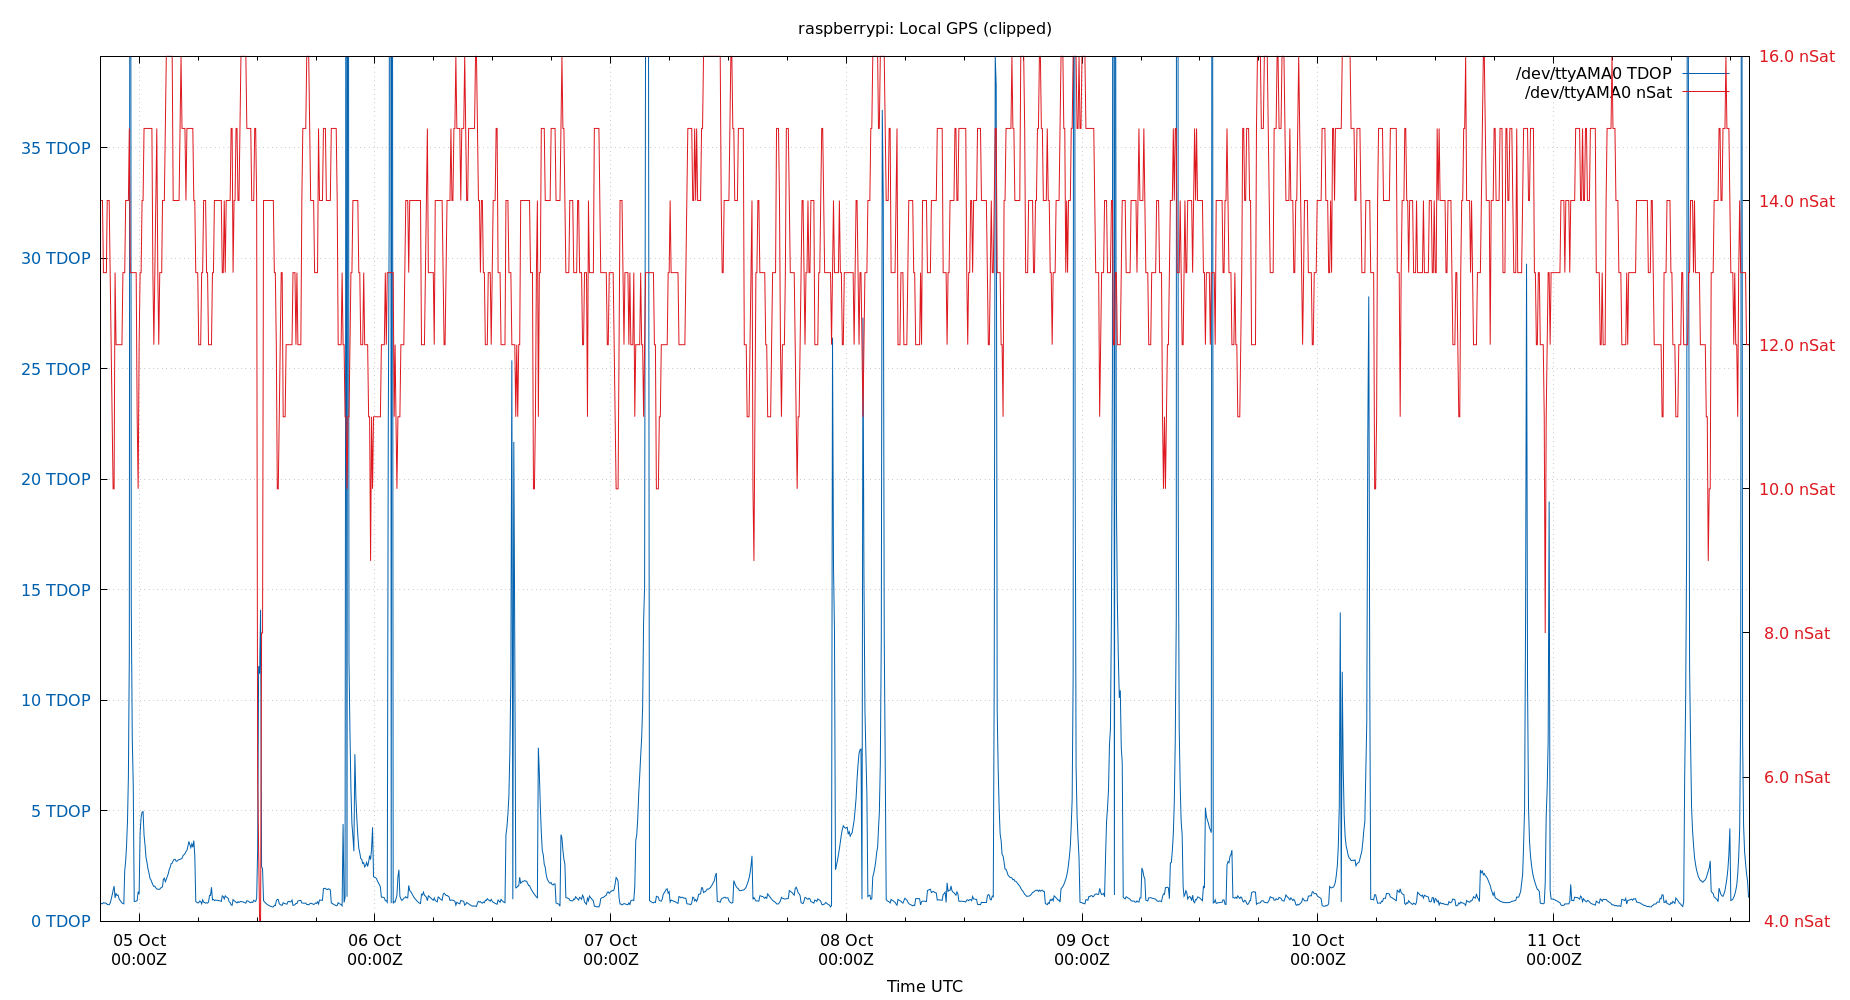 raspberrypi: Local GPS (clipped)
16.0 nSat
/dev/ttyAMA0 TDOP
/dev/ttyAMA0 nSat
35 TDOP
14.0 nSat
30 TDOP
12.0 nSat
25 TDOP
20 TDOP
10.0 nSat
15 TDOP
8.0 nSat
10 TDOP
6.0 nSat
5 TDOP
0 TDOP
4.0 nSat
05 Oct
00:00Z
06 Oct
00:00Z
07 Oct
00:00Z
08 Oct
00:00Z
09 Oct
00:00Z
10 Oct
00:00Z
11 Oct
00:00Z
Time UTC